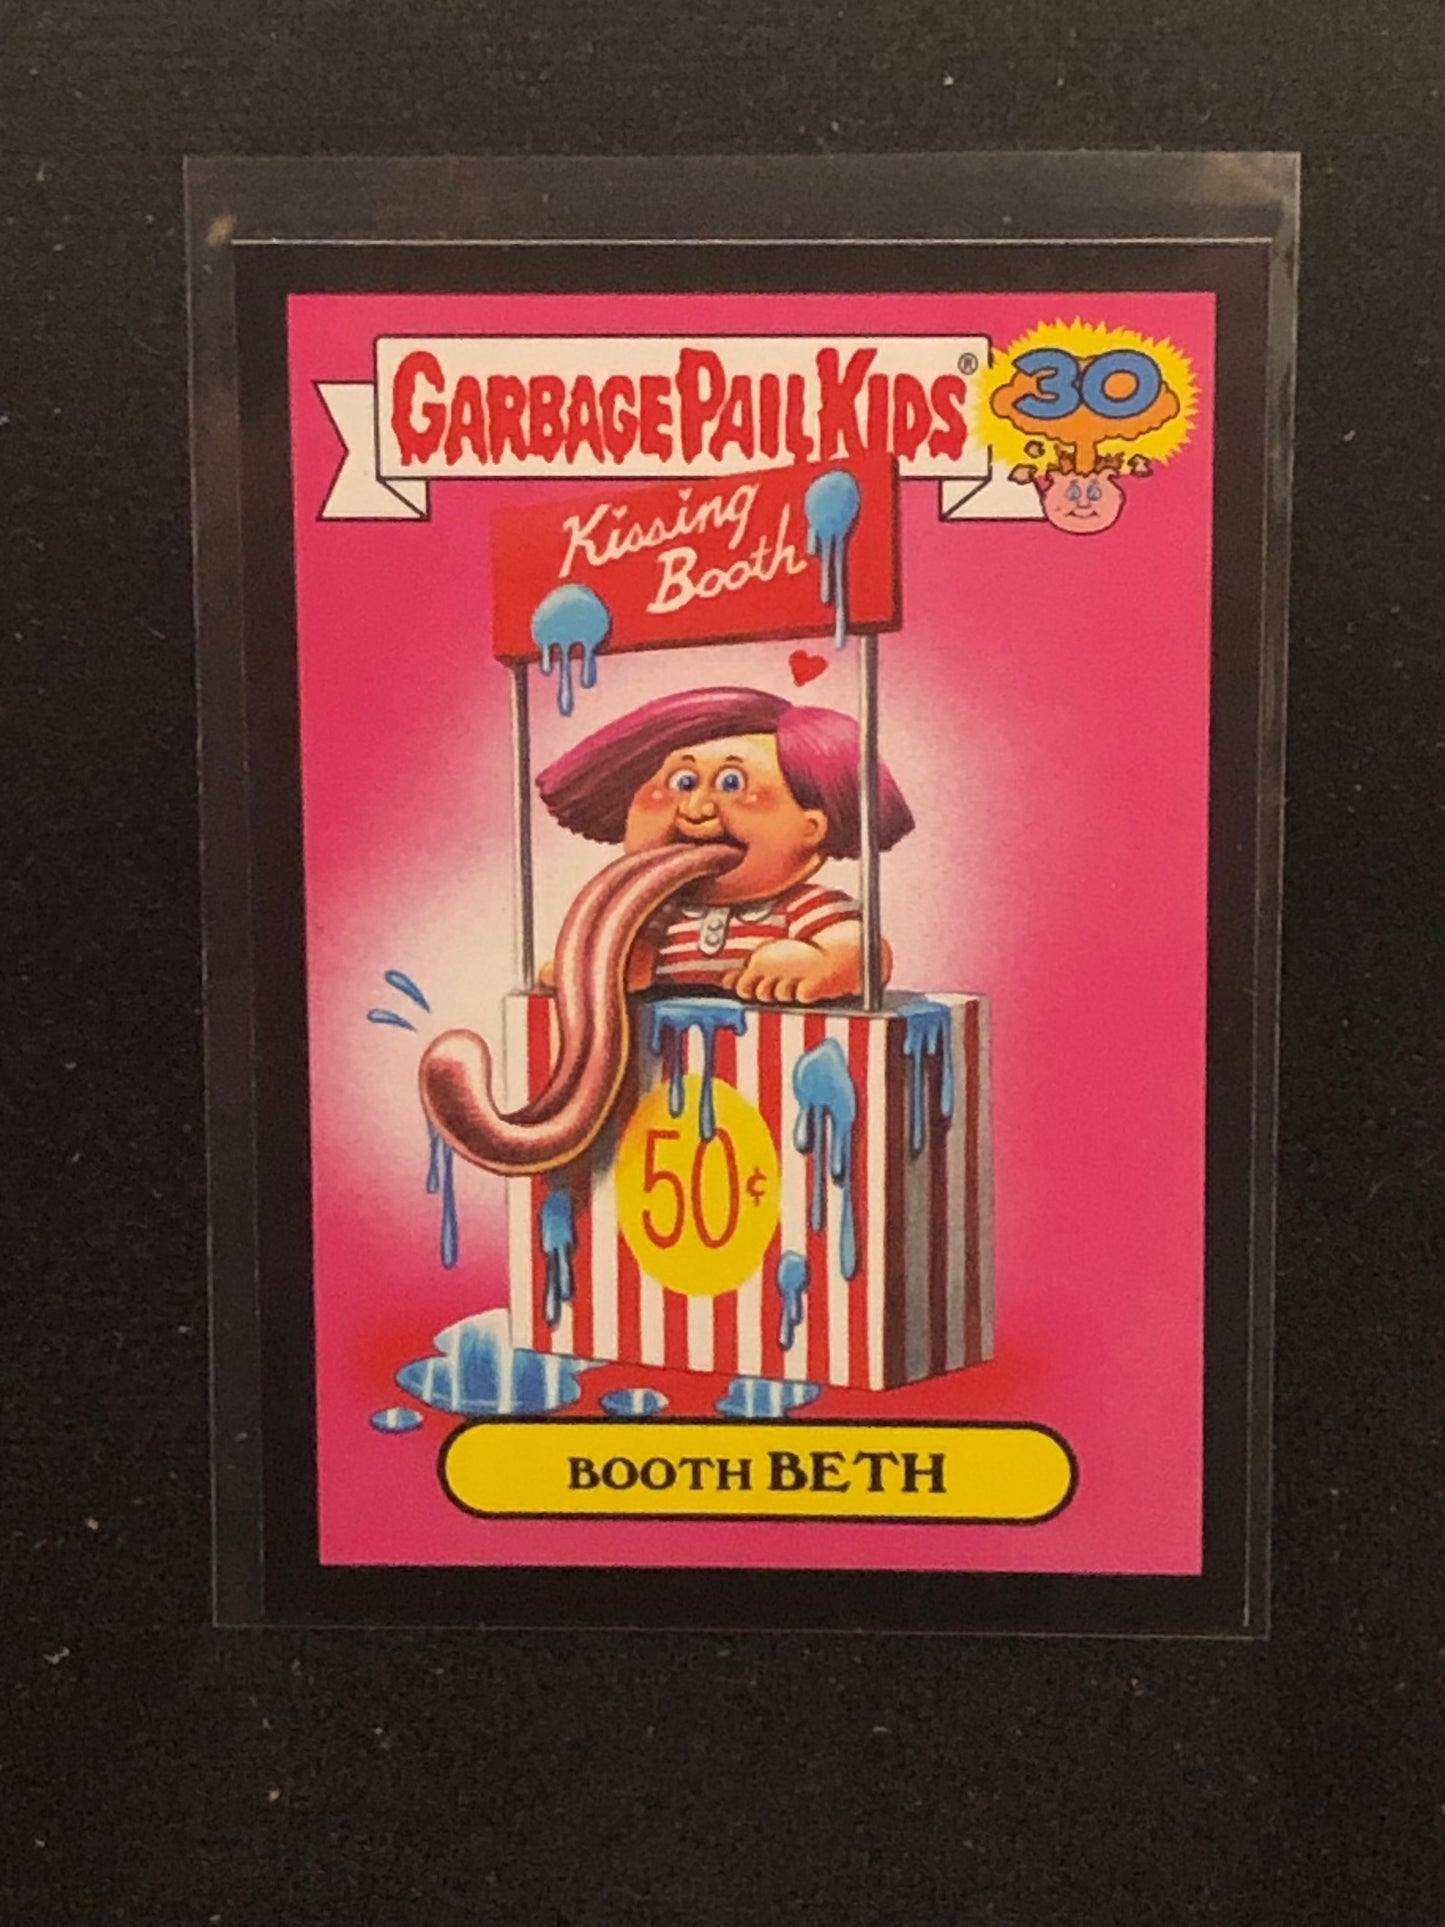 GARBAGE PAIL KIDS®
30
Kissing
Booth
50¢
BOOTH BETH